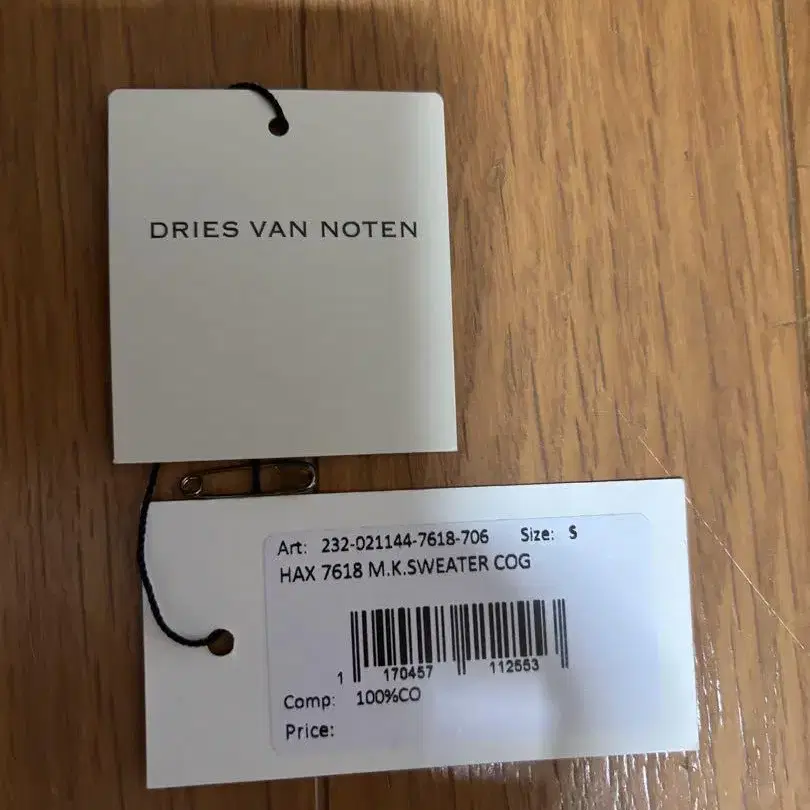 DRIES VAN NOTEN
Art: 232-021144-7618-706 Size: S
HAX 7618 M.K.SWEATER COG
1 170457 112553
Comp: 100%CO
Price: